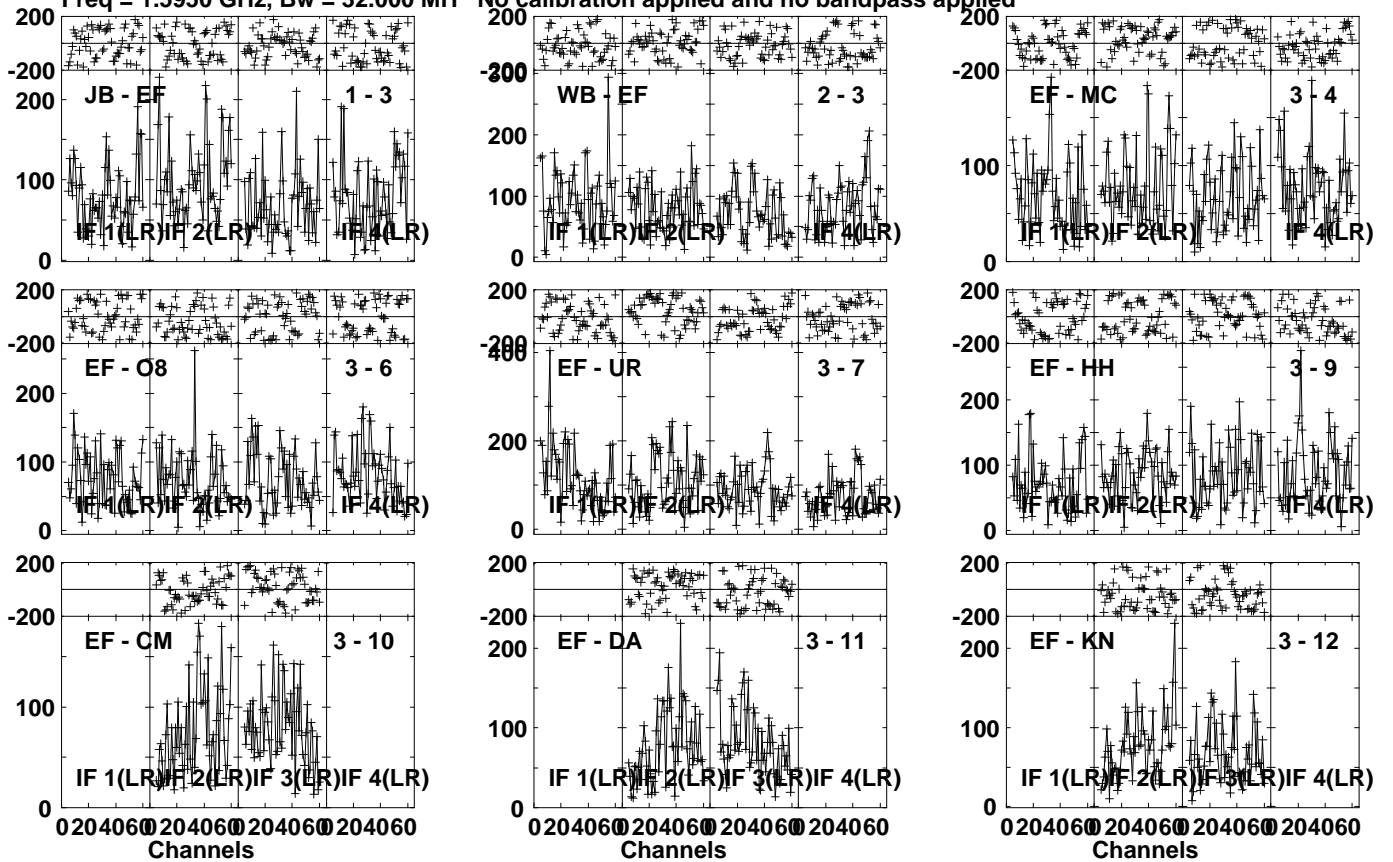 Freq = 1.5950 GHz, Bw = 32.000 MH No calibration applied and no bandpass applied
200
-200
200
100
0
JB - EF 1 - 3
IF 1(LR) IF 2(LR) IF 4(LR)
200
-200
300
200
100
0
WB - EF 2 - 3
IF 1(LR) IF 2(LR) IF 4(LR)
200
-200
200
100
0
EF - MC 3 - 4
IF 1(LR) IF 2(LR) IF 4(LR)
200
-200
200
100
0
EF - O8 3 - 6
IF 1(LR) IF 2(LR) IF 4(LR)
200
-200
400
200
0
EF - UR 3 - 7
IF 1(LR) IF 2(LR) IF 4(LR)
200
-200
200
100
0
EF - HH 3 - 9
IF 1(LR) IF 2(LR) IF 4(LR)
200
-200
100
0
EF - CM 3 - 10
IF 1(LR) IF 2(LR) IF 3(LR) IF 4(LR)
0 20 40 60 0 20 40 60 0 20 40 60 0 20 40 60
Channels
200
-200
200
100
0
EF - DA 3 - 11
IF 1(LR) IF 2(LR) IF 3(LR) IF 4(LR)
0 20 40 60 0 20 40 60 0 20 40 60 0 20 40 60
Channels
200
-200
200
100
0
EF - KN 3 - 12
IF 1(LR) IF 2(LR) IF 3(LR) IF 4(LR)
0 20 40 60 0 20 40 60 0 20 40 60 0 20 40 60
Channels